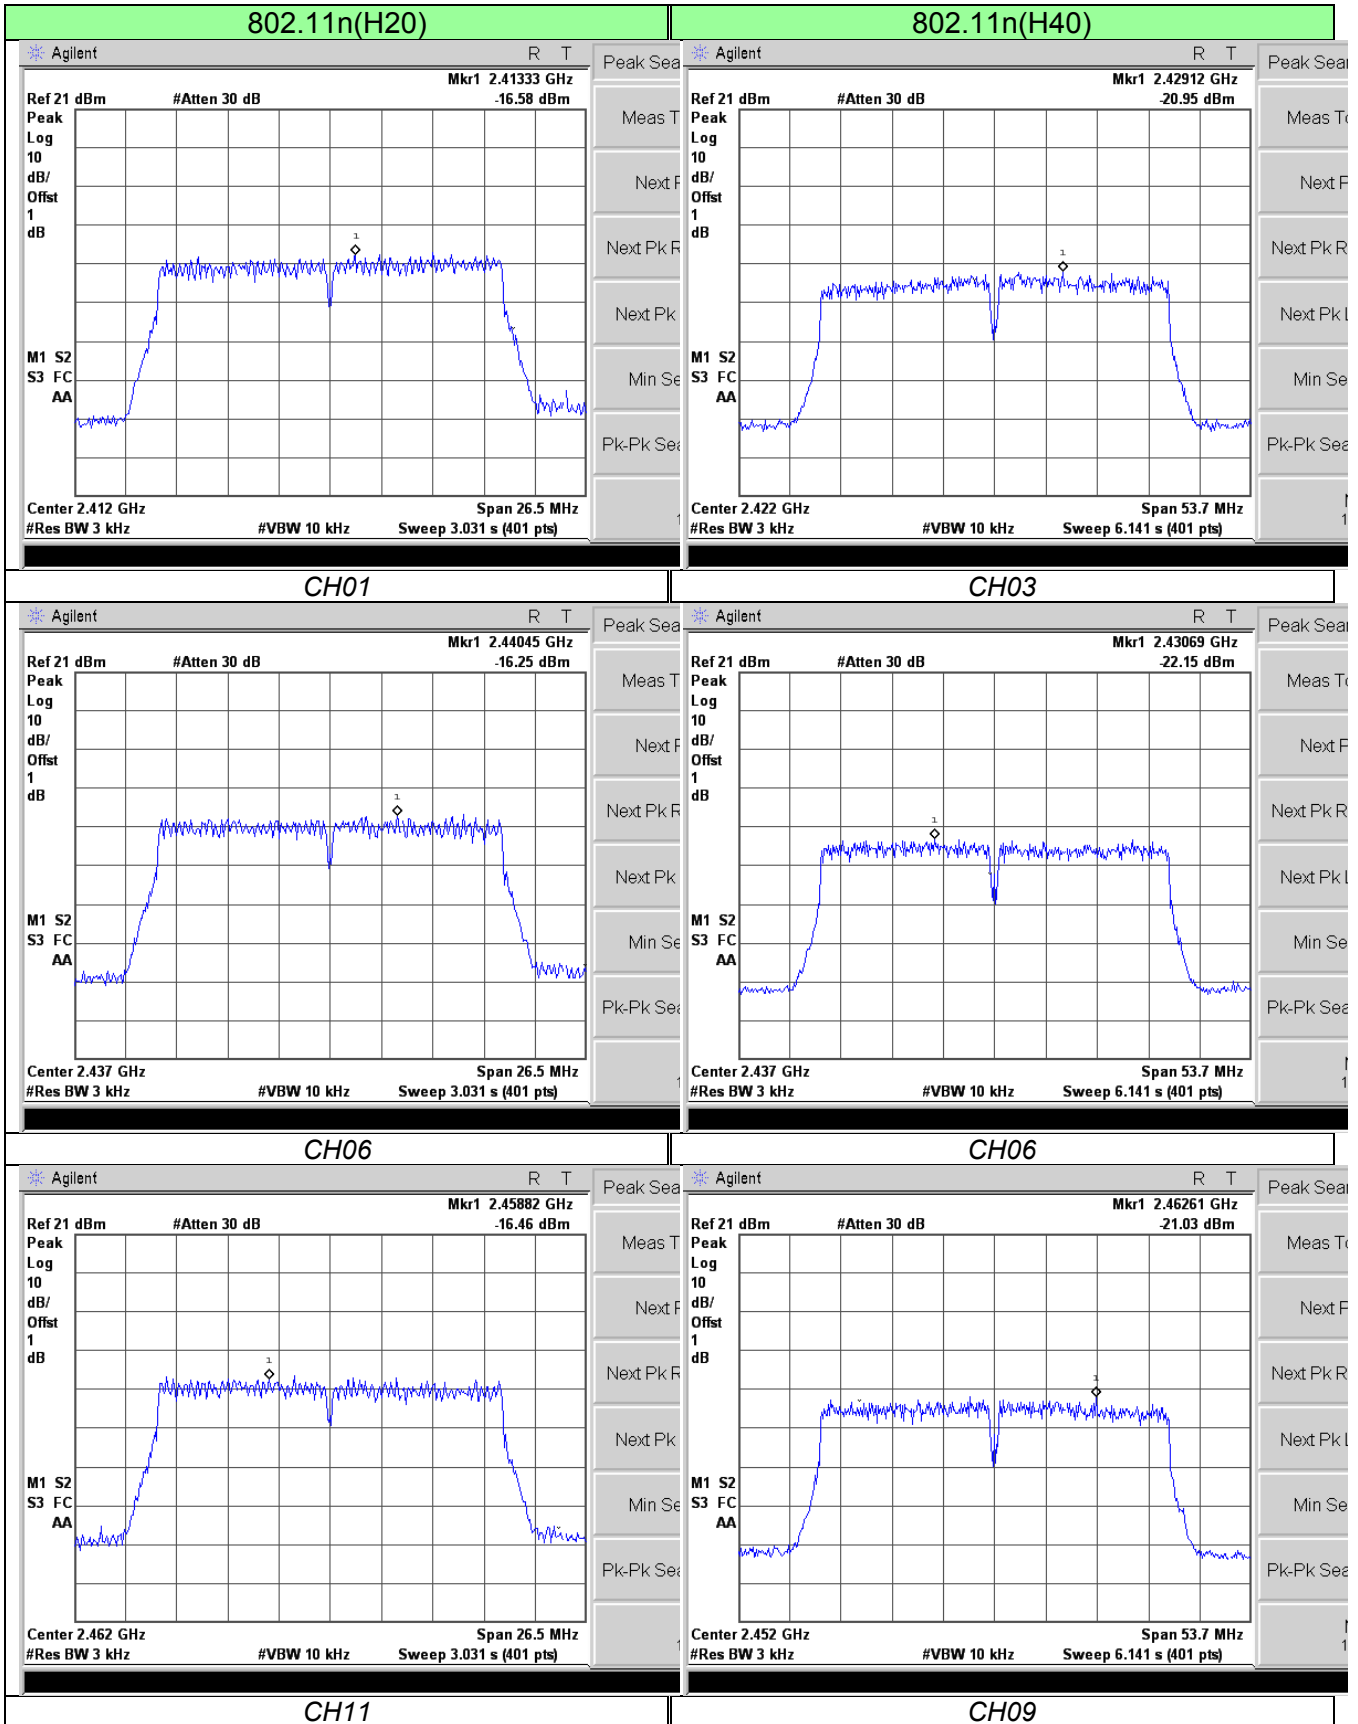 802.11n(H20)
802.11n(H40)
Agilent
R T
Peak Sea
Mkr1 2.41333 GHz
Ref 21 dBm #Atten 30 dB -16.58 dBm
Peak
Log
10
dB/
Offst
1
dB
1
M1 S2
S3 FC
AA
Center 2.412 GHz Span 26.5 MHz
#Res BW 3 kHz #VBW 10 kHz Sweep 3.031 s (401 pts)
Meas T
Next P
Next Pk R
Next Pk
Min Se
Pk-Pk Sea
Agilent
R T
Peak Sear
Mkr1 2.42912 GHz
Ref 21 dBm #Atten 30 dB -20.95 dBm
Peak
Log
10
dB/
Offst
1
dB
1
M1 S2
S3 FC
AA
Center 2.422 GHz Span 53.7 MHz
#Res BW 3 kHz #VBW 10 kHz Sweep 6.141 s (401 pts)
Meas To
Next P
Next Pk R
Next Pk L
Min Se
Pk-Pk Sea
1
CH01
CH03
Agilent
R T
Peak Sea
Mkr1 2.44045 GHz
Ref 21 dBm #Atten 30 dB -16.25 dBm
Peak
Log
10
dB/
Offst
1
dB
1
M1 S2
S3 FC
AA
Center 2.437 GHz Span 26.5 MHz
#Res BW 3 kHz #VBW 10 kHz Sweep 3.031 s (401 pts)
Meas T
Next P
Next Pk R
Next Pk
Min Se
Pk-Pk Sea
Agilent
R T
Peak Sear
Mkr1 2.43069 GHz
Ref 21 dBm #Atten 30 dB -22.15 dBm
Peak
Log
10
dB/
Offst
1
dB
1
M1 S2
S3 FC
AA
Center 2.437 GHz Span 53.7 MHz
#Res BW 3 kHz #VBW 10 kHz Sweep 6.141 s (401 pts)
Meas To
Next P
Next Pk R
Next Pk L
Min Se
Pk-Pk Sea
1
CH06
CH06
Agilent
R T
Peak Sea
Mkr1 2.45882 GHz
Ref 21 dBm #Atten 30 dB -16.46 dBm
Peak
Log
10
dB/
Offst
1
dB
1
M1 S2
S3 FC
AA
Center 2.462 GHz Span 26.5 MHz
#Res BW 3 kHz #VBW 10 kHz Sweep 3.031 s (401 pts)
Meas T
Next P
Next Pk R
Next Pk
Min Se
Pk-Pk Sea
Agilent
R T
Peak Sear
Mkr1 2.46261 GHz
Ref 21 dBm #Atten 30 dB -21.03 dBm
Peak
Log
10
dB/
Offst
1
dB
1
M1 S2
S3 FC
AA
Center 2.452 GHz Span 53.7 MHz
#Res BW 3 kHz #VBW 10 kHz Sweep 6.141 s (401 pts)
Meas To
Next P
Next Pk R
Next Pk L
Min Se
Pk-Pk Sea
1
CH11
CH09